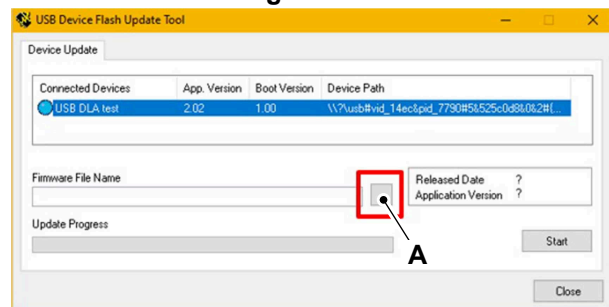 USB Device Flash Update Tool
Device Update
Connected Devices App. Version Boot Version Device Path
USB DLA test 2.02 1.00 \\?\usb#vid_14ec&pid_7790#5&525c0d8&0&2#{...
Firmware File Name
Released Date ?
Application Version ?
Update Progress
A
Start
Close